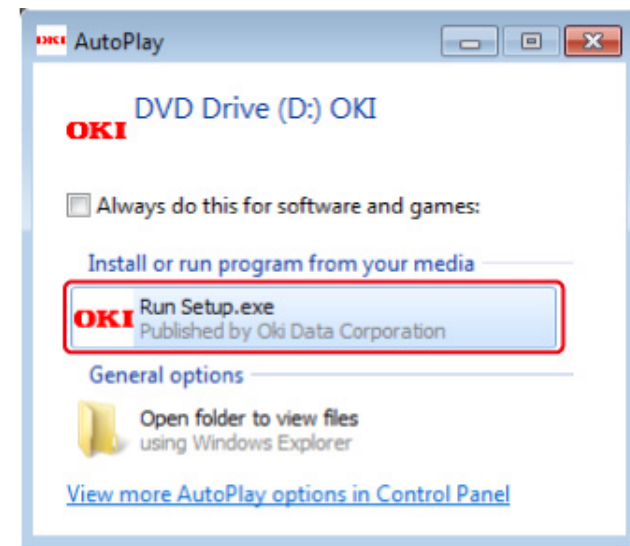 OKI AutoPlay
DVD Drive (D:) OKI
OKI
Always do this for software and games:
Install or run program from your media
OKI Run Setup.exe
Published by Oki Data Corporation
General options
Open folder to view files
using Windows Explorer
View more AutoPlay options in Control Panel